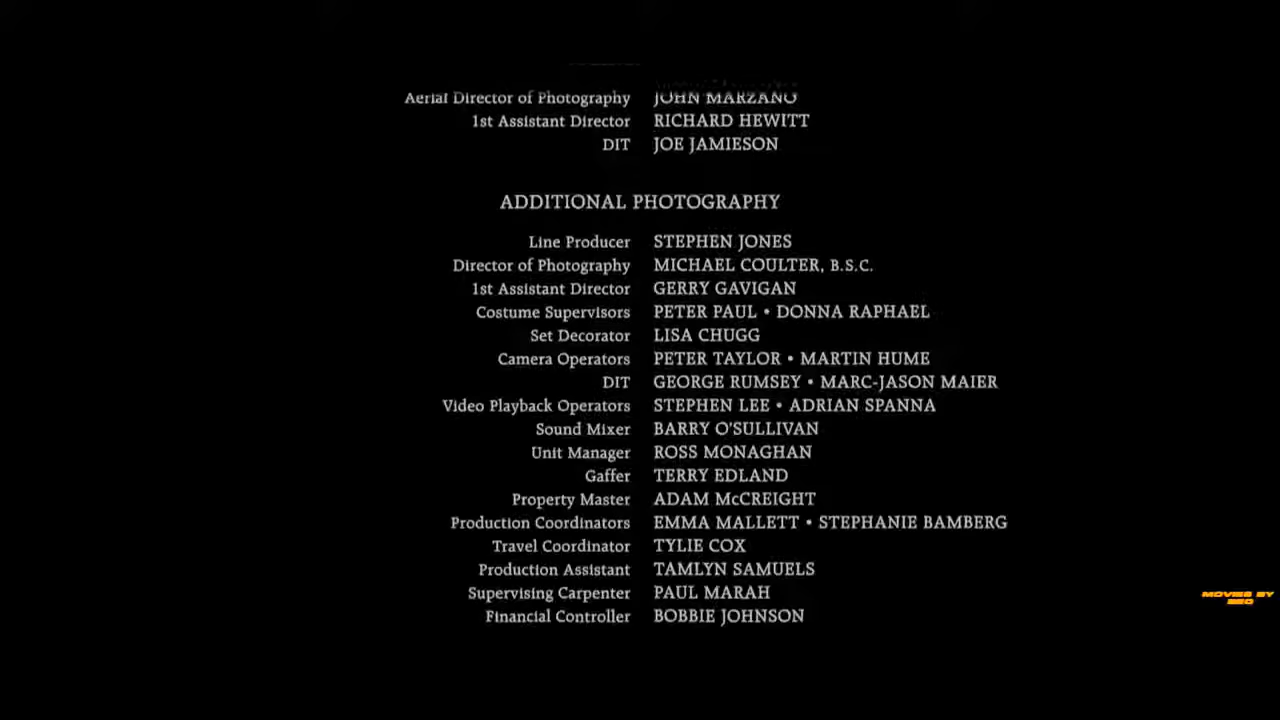 Aerial Director of Photography JOHN MARZANO
1st Assistant Director RICHARD HEWITT
DIT JOE JAMIESON
ADDITIONAL PHOTOGRAPHY
Line Producer STEPHEN JONES
Director of Photography MICHAEL COULTER, B.S.C.
1st Assistant Director GERRY GAVIGAN
Costume Supervisors PETER PAUL • DONNA RAPHAEL
Set Decorator LISA CHUGG
Camera Operators PETER TAYLOR • MARTIN HUME
DIT GEORGE RUMSEY • MARC-JASON MAIER
Video Playback Operators STEPHEN LEE • ADRIAN SPANNA
Sound Mixer BARRY O'SULLIVAN
Unit Manager ROSS MONAGHAN
Gaffer TERRY EDLAND
Property Master ADAM McCREIGHT
Production Coordinators EMMA MALLETT • STEPHANIE BAMBERG
Travel Coordinator TYLIE COX
Production Assistant TAMLYN SAMUELS
Supervising Carpenter PAUL MARAH
Financial Controller BOBBIE JOHNSON
MOVIES BY